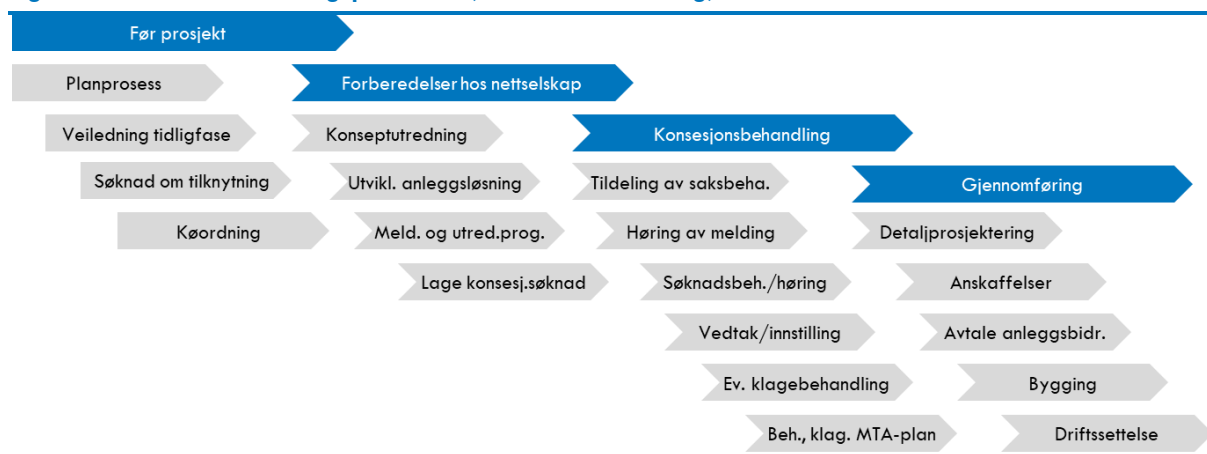 Før prosjekt
Planprosess
Forberedelser hos nettselskap
Veiledning tidligfase
Konseptutredning
Konsesjonsbehandling
Søknad om tilknytning
Utvikl. anleggsløsning
Tildeling av saksbeha.
Gjennomføring
Køordning
Meld. og utred.prog.
Høring av melding
Detaljprosjektering
Lage konsesj.søknad
Søknadsbeh./høring
Anskaffelser
Vedtak/innstilling
Avtale anleggsbidr.
Ev. klagebehandling
Bygging
Beh., klag. MTA-plan
Driftssettelse